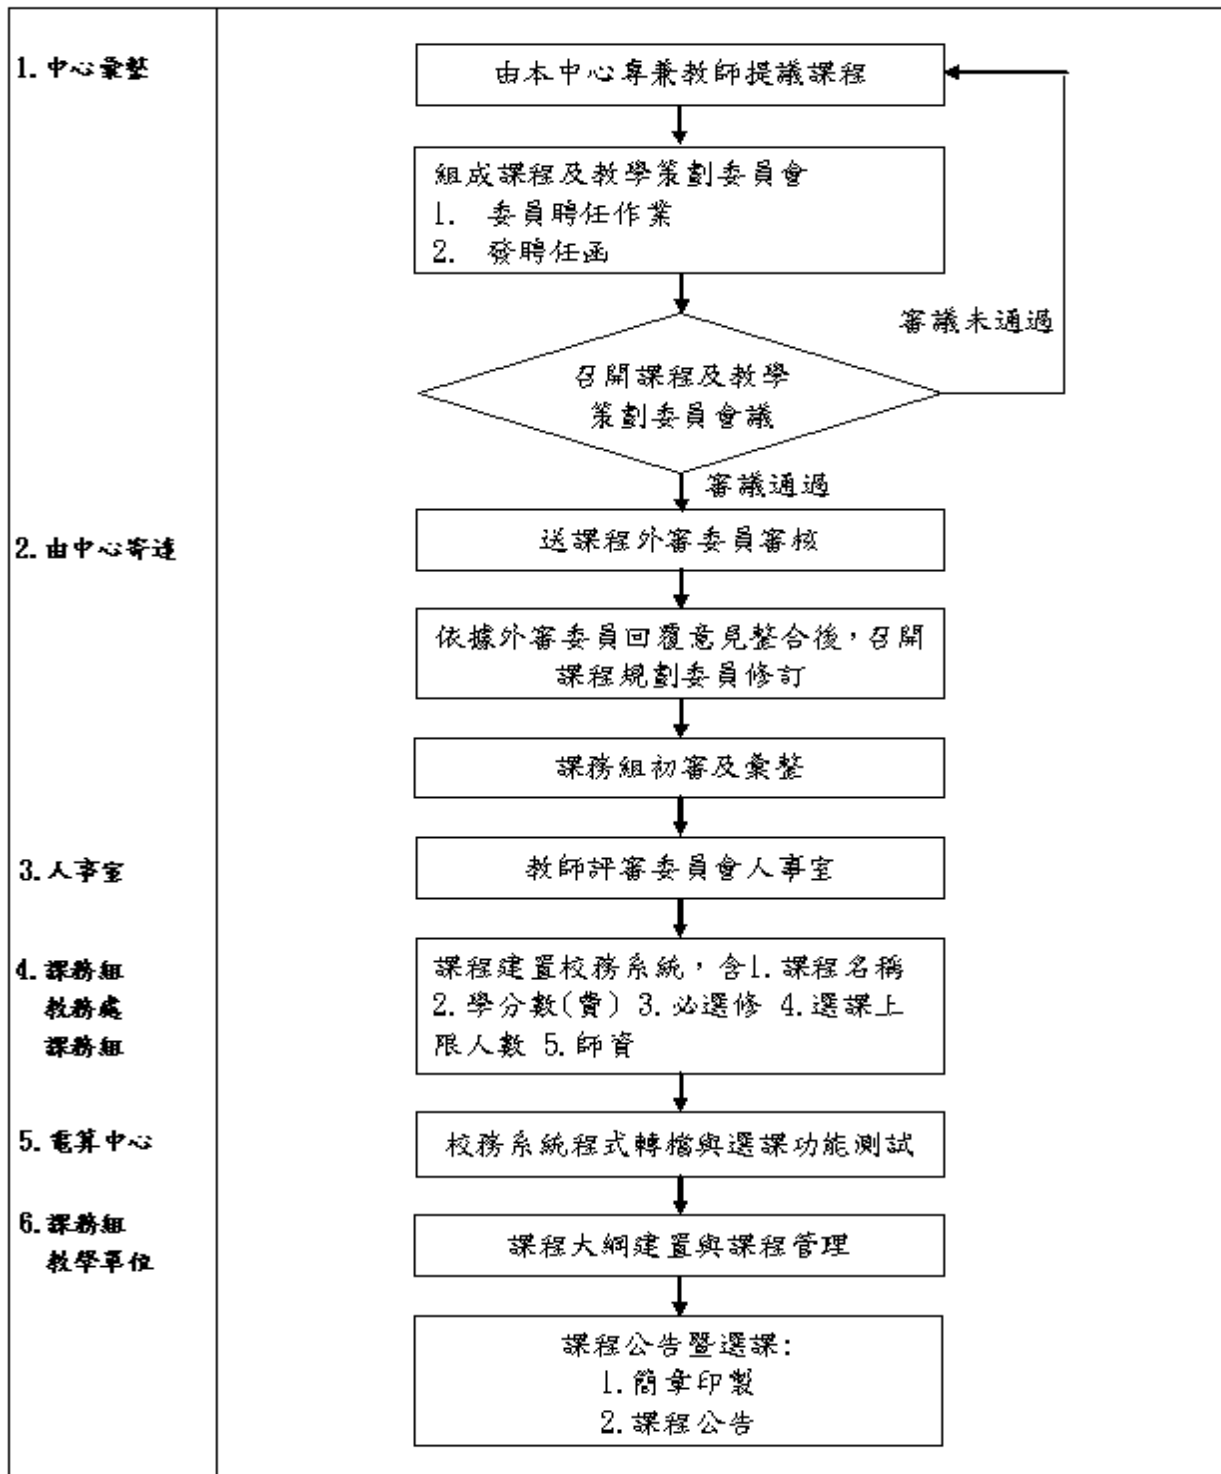 1.中心彙整
由本中心專兼教師提議課程
組成課程及教學策劃委員會
1. 委員聘任作業
2. 發聘任函
審議未通過
召開課程及教學
策劃委員會議
審議通過
2.由中心寄達
送課程外審委員審核
依據外審委員回覆意見整合後，召開
課程規劃委員修訂
課務組初審及彙整
3.人事室
教師評審委員會人事室
4.課務組
教務處
課務組
課程建置校務系統，含1.課程名稱
2.學分數(費) 3.必選修 4.選課上
限人數 5.師資
5.電算中心
校務系統程式轉檔與選課功能測試
6.課務組
教學單位
課程大綱建置與課程管理
課程公告暨選課:
1.簡章印製
2.課程公告